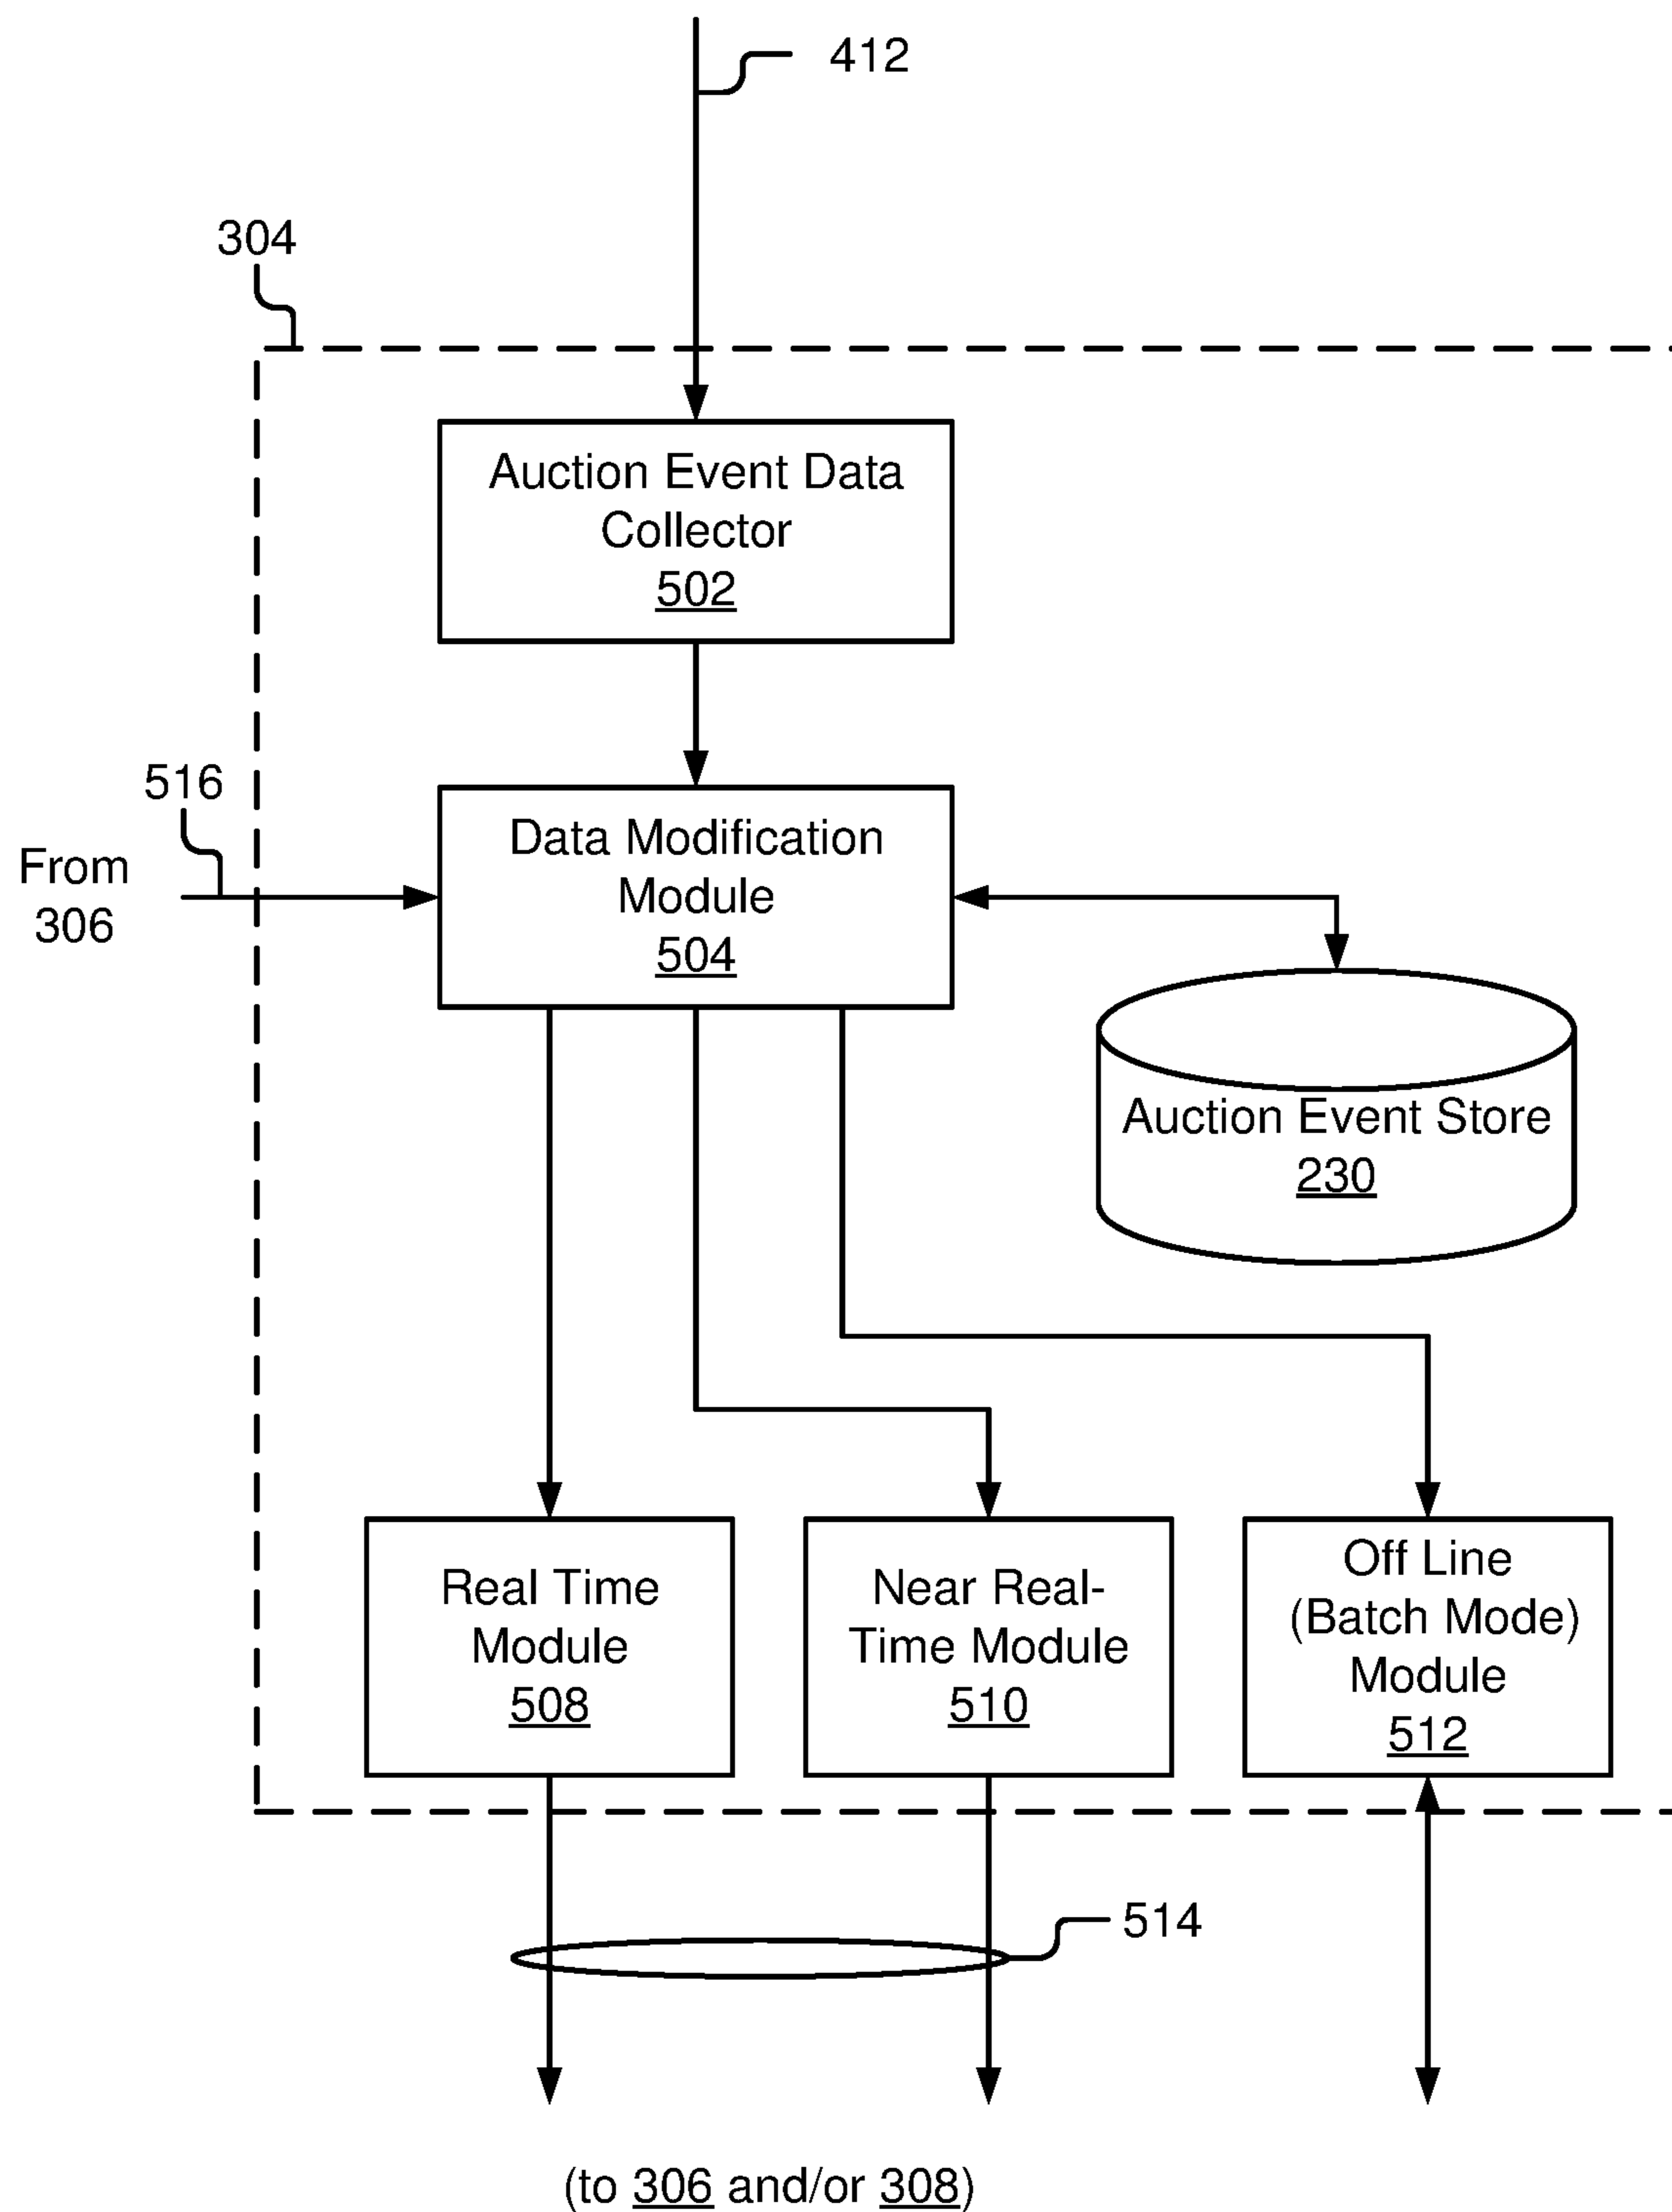 412
304
Auction Event Data
Collector
502
516
From
306
Data Modification
Module
504
Auction Event Store
230
Real Time
Module
508
Near Real-
Time Module
510
Off Line
(Batch Mode)
Module
512
514
(to 306 and/or 308)